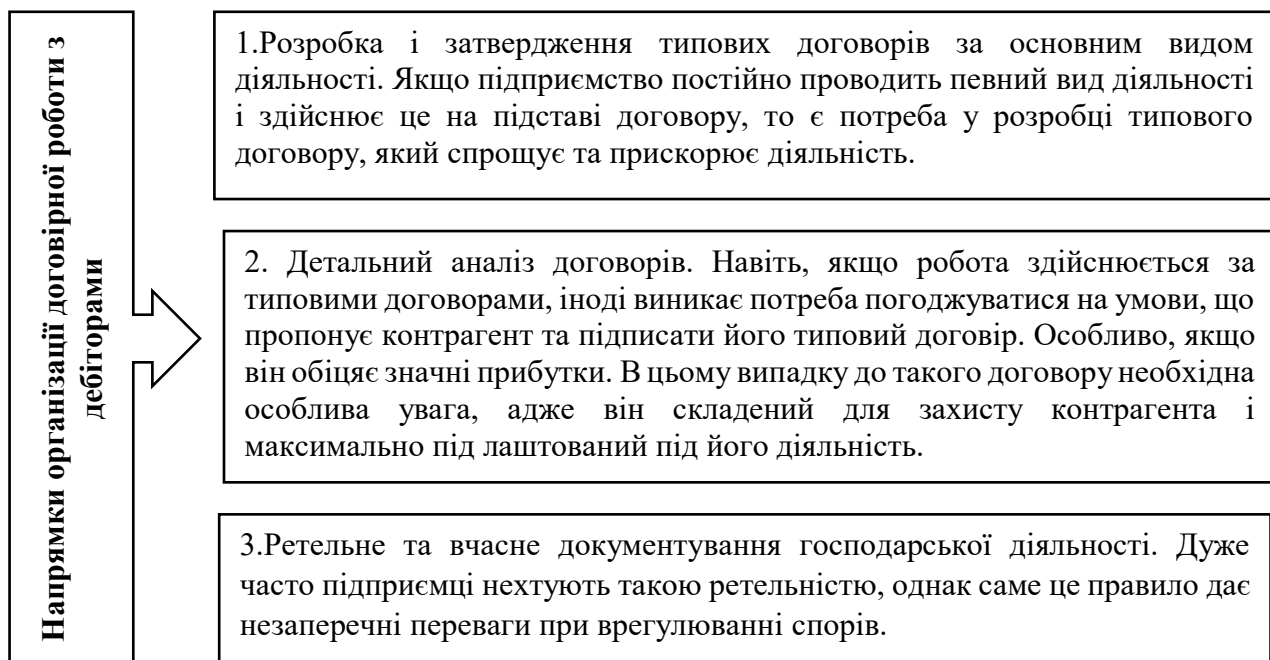 Напрямки організації договірної роботи з
дебіторами
1.Розробка і затвердження типових договорів за основним видом
діяльності. Якщо підприємство постійно проводить певний вид діяльності
і здійснює це на підставі договору, то є потреба у розробці типового
договору, який спрощує та прискорює діяльність.
2. Детальний аналіз договорів. Навіть, якщо робота здійснюється за
типовими договорами, іноді виникає потреба погоджуватися на умови, що
пропонує контрагент та підписати його типовий договір. Особливо, якщо
він обіцяє значні прибутки. В цьому випадку до такого договору необхідна
особлива увага, адже він складений для захисту контрагента і
максимально під лаштований під його діяльність.
3.Ретельне та вчасне документування господарської діяльності. Дуже
часто підприємці нехтують такою ретельністю, однак саме це правило дає
незаперечні переваги при врегулюванні спорів.